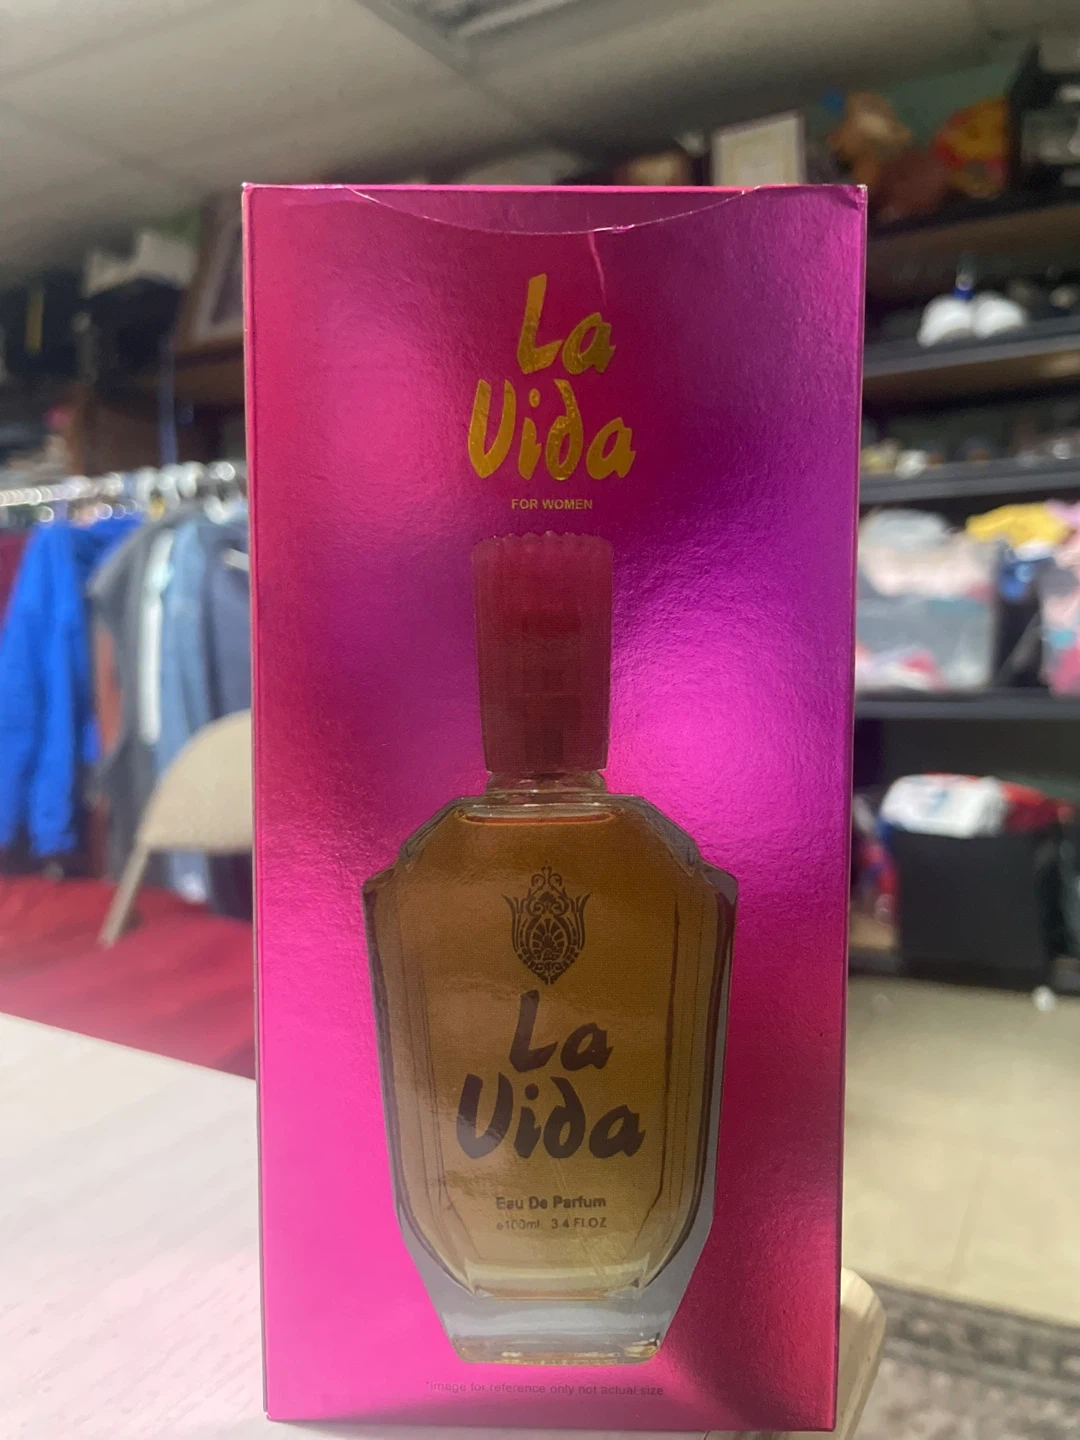 La
Vida
FOR WOMEN
La
Vida
Eau De Parfum
e100ml 3.4 FL.OZ
*image for reference only not actual size